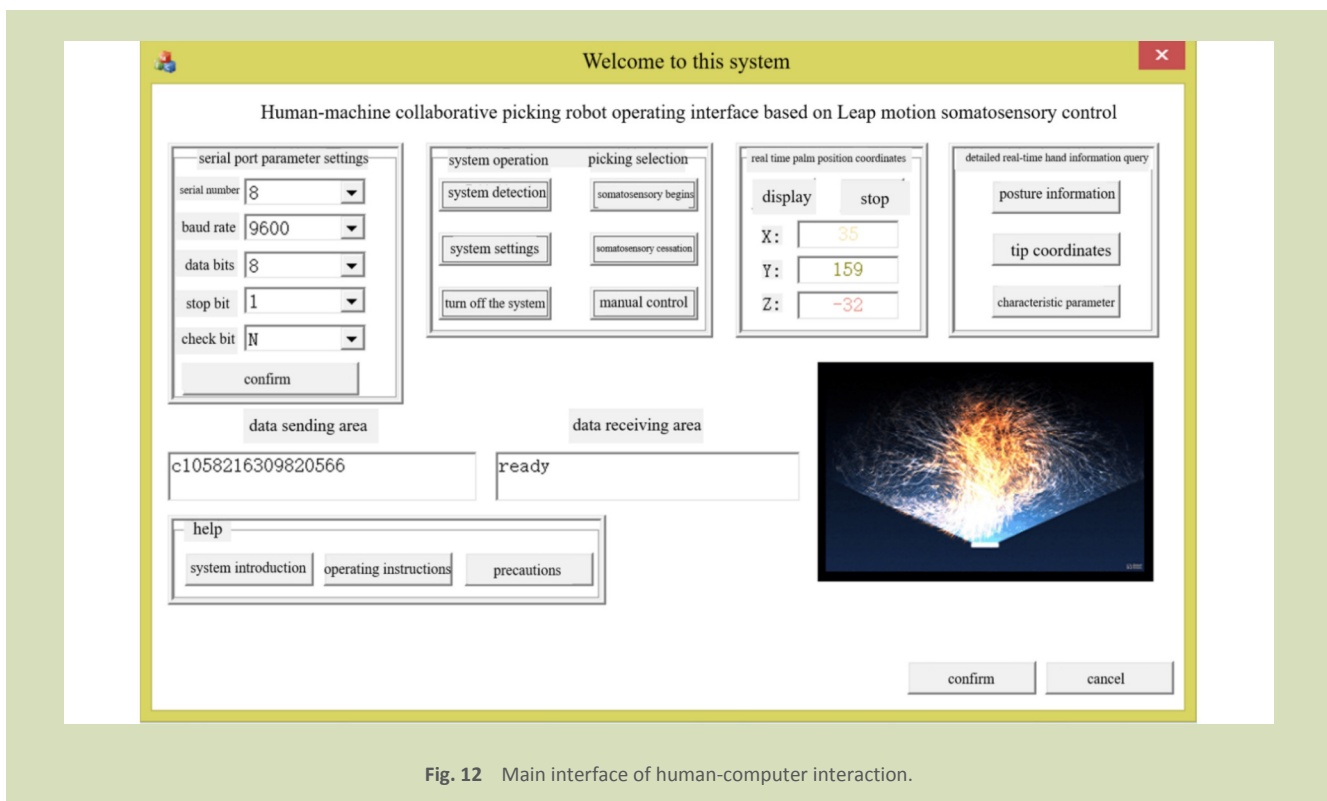 Welcome to this system
Human-machine collaborative picking robot operating interface based on Leap motion somatosensory control
serial port parameter settings
serial number 8
baud rate 9600
data bits 8
stop bit 1
check bit N
confirm
system operation picking selection
system detection somatosensory begins
system settings somatosensory cessation
turn off the system manual control
real time palm position coordinates
display stop
X: 35
Y: 159
Z: -32
detailed real-time hand information query
posture information
tip coordinates
characteristic parameter
data sending area
c1058216309820566
data receiving area
ready
help
system introduction operating instructions precautions
confirm cancel
Fig. 12 Main interface of human-computer interaction.